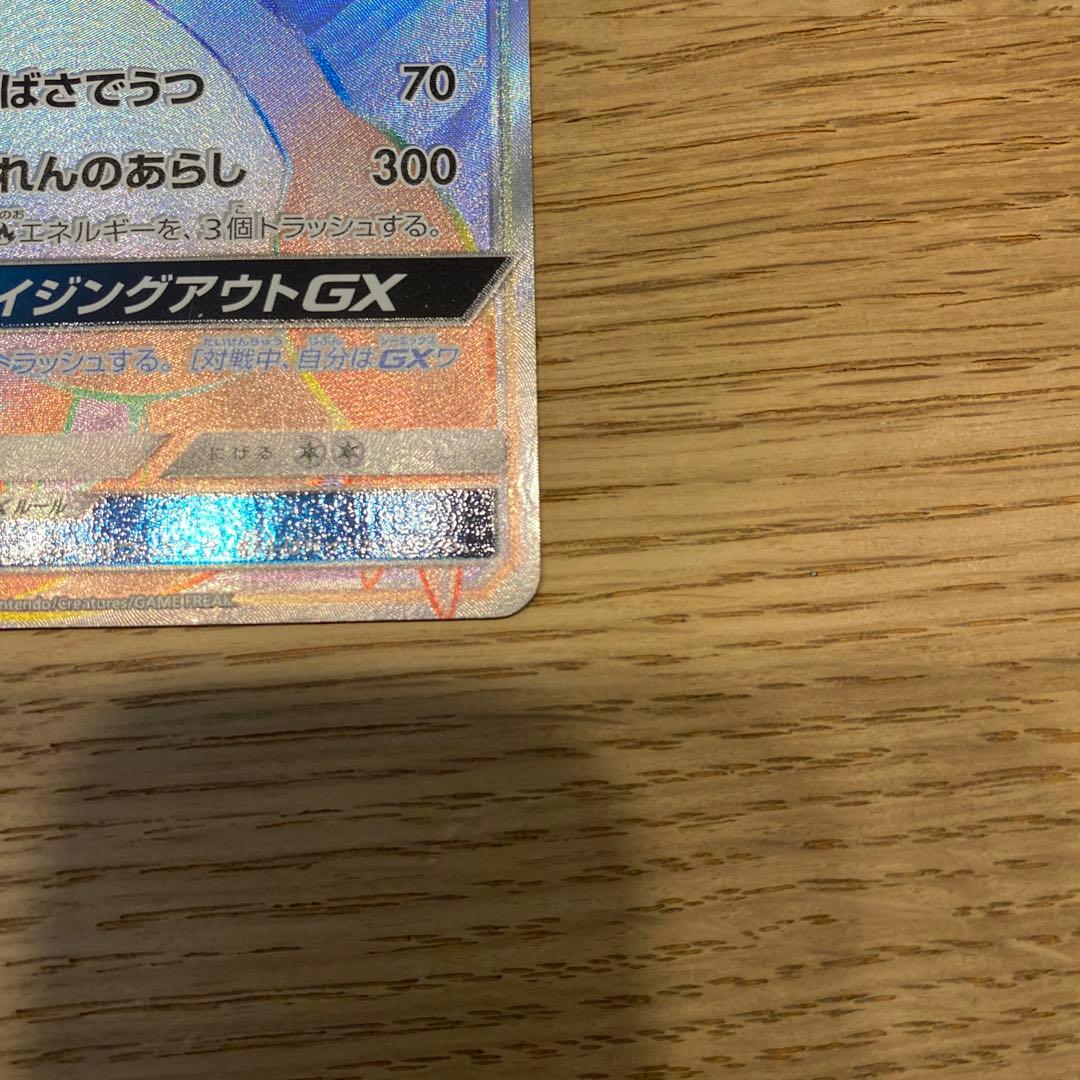 ばさでうつ 70
れんのあらし 300
エネルギーを、3個トラッシュする。
イジングアウトGX
トラッシュする。[対戦中、自分はGXワ
にげる
ルール
ntendo/Creatures/GAME FREAK